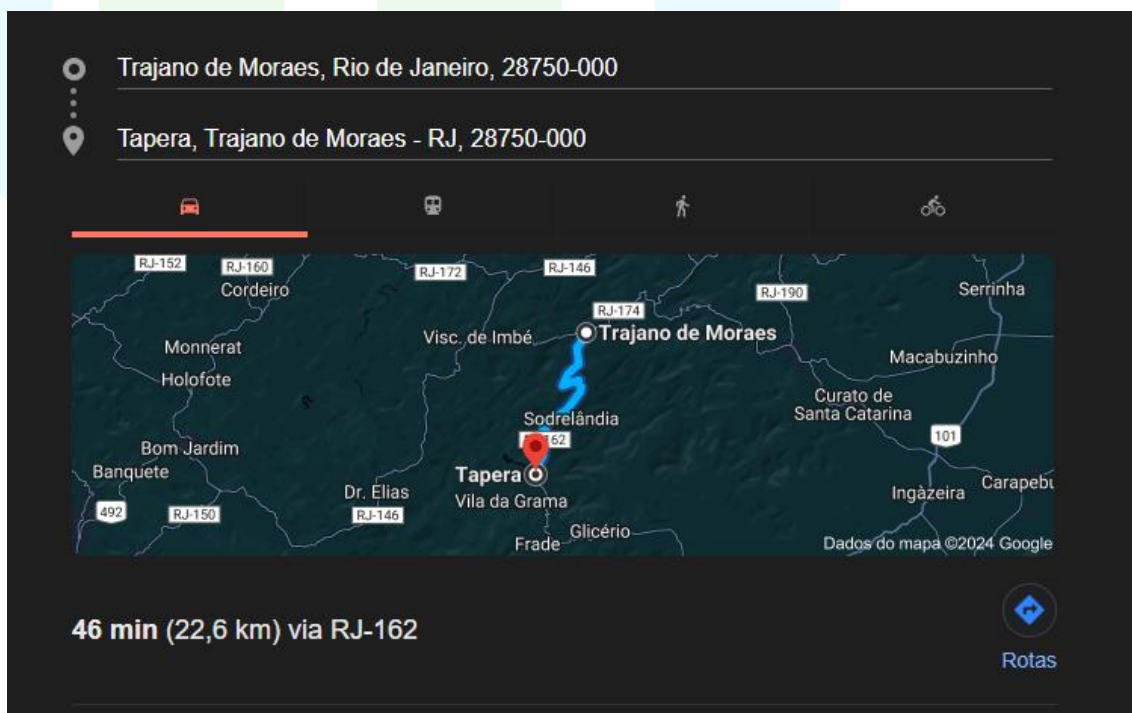 Trajano de Moraes, Rio de Janeiro, 28750-000
Tapera, Trajano de Moraes - RJ, 28750-000
RJ-152
RJ-160
RJ-172
RJ-146
Cordeiro
RJ-190
Serrinha
RJ-174
Visc. de Imbé
Trajano de Moraes
Monnerat
Macabuzinho
Holofote
Curato de
Santa Catarina
Sodrelândia
62
101
Bom Jardim
Banquete
Tapera
Dr. Elias
Vila da Grama
Ingàzeira
Carapebu
492
RJ-150
RJ-146
Glicério
Frade
Dados do mapa ©2024 Google
46 min (22,6 km) via RJ-162
Rotas